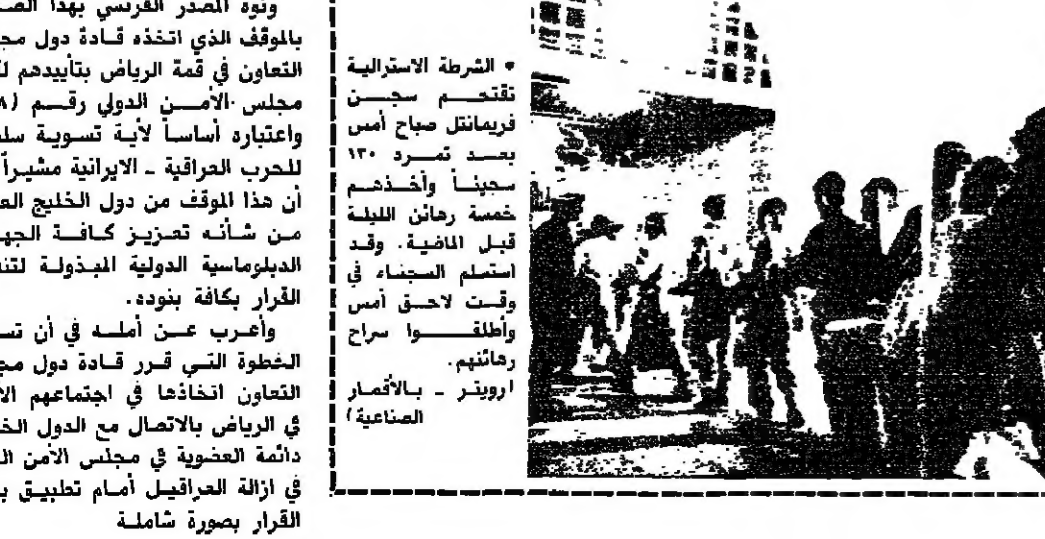 ونوه المصدر الفرنسي بهذا
بالموقف الذي اتخذه قادة دول
التعاون في قمة الرياض بتأييدهم
مجلس الأمن الدولي رقم
واعتباره أساساً لأية تسوية
للحرب العراقية ـ الايرانية مشيراً
أن هذا الموقف من دول الخليج
من شأنه تعزيز كافة
الدبلوماسية الدولية المبذولة
القرار بكافة بنوده.
وأعرب عن أمله في أن
الخطوة التي قرر قادة دول
التعاون اتخاذها في اجتماعهم
في الرياض بالاتصال مع الدول
دائمة العضوية في مجلس الأمن
في ازالة العراقيل أمام تطبيق
القرار بصورة شاملة
• الشرطة الاسترالية
تقتحم سجن
فريمانتل صباح أمس
بعد تمرد ١٣٠
سجيناً وأخذهم
خمسة رهائن الليلة
قبل الماضية. وقد
استسلم السجناء في
وقت لاحق أمس
وأطلقوا سراح
رهائنهم.
(رويتر ـ بالأقمار
الصناعية)